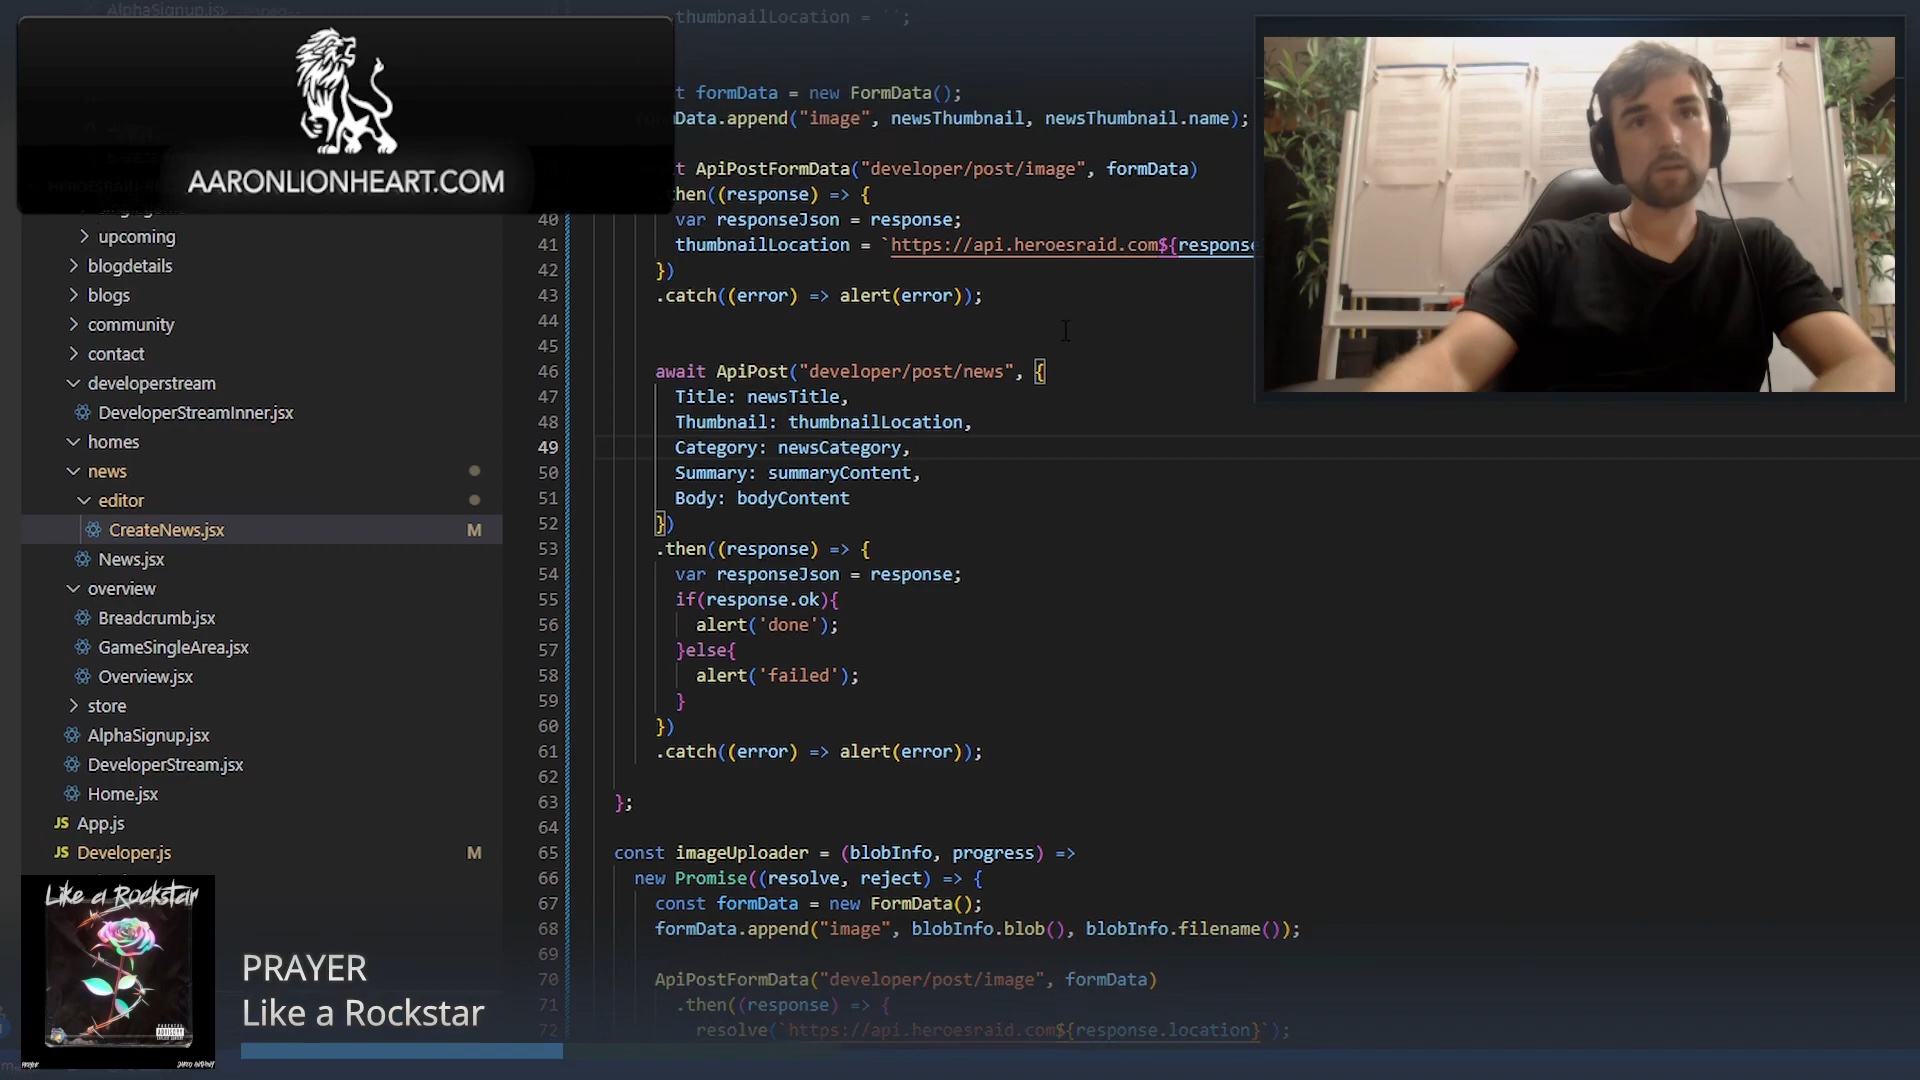 AlphaSignup.jsx
AARONLIONHEART.COM
upcoming
blogdetails
blogs
community
contact
developerstream
DeveloperStreamInner.jsx
homes
news
editor
CreateNews.jsx M
News.jsx
overview
Breadcrumb.jsx
GameSingleArea.jsx
Overview.jsx
store
AlphaSignup.jsx
DeveloperStream.jsx
Home.jsx
JS App.js
JS Developer.js M
Like a Rockstar
PRAYER
Like a Rockstar
thumbnailLocation = '';
t formData = new FormData();
Data.append("image", newsThumbnail, newsThumbnail.name);
t ApiPostFormData("developer/post/image", formData)
then((response) => {
40 var responseJson = response;
41 thumbnailLocation = `https://api.heroesraid.com${response
42 })
43 .catch((error) => alert(error));
44
45
46 await ApiPost("developer/post/news", {
47 Title: newsTitle,
48 Thumbnail: thumbnailLocation,
49 Category: newsCategory,
50 Summary: summaryContent,
51 Body: bodyContent
52 })
53 .then((response) => {
54 var responseJson = response;
55 if(response.ok){
56 alert('done');
57 }else{
58 alert('failed');
59 }
60 })
61 .catch((error) => alert(error));
62
63 };
64
65 const imageUploader = (blobInfo, progress) =>
66 new Promise((resolve, reject) => {
67 const formData = new FormData();
68 formData.append("image", blobInfo.blob(), blobInfo.filename());
69
70 ApiPostFormData("developer/post/image", formData)
71 .then((response) => {
72 resolve(`https://api.heroesraid.com${response.location}`);